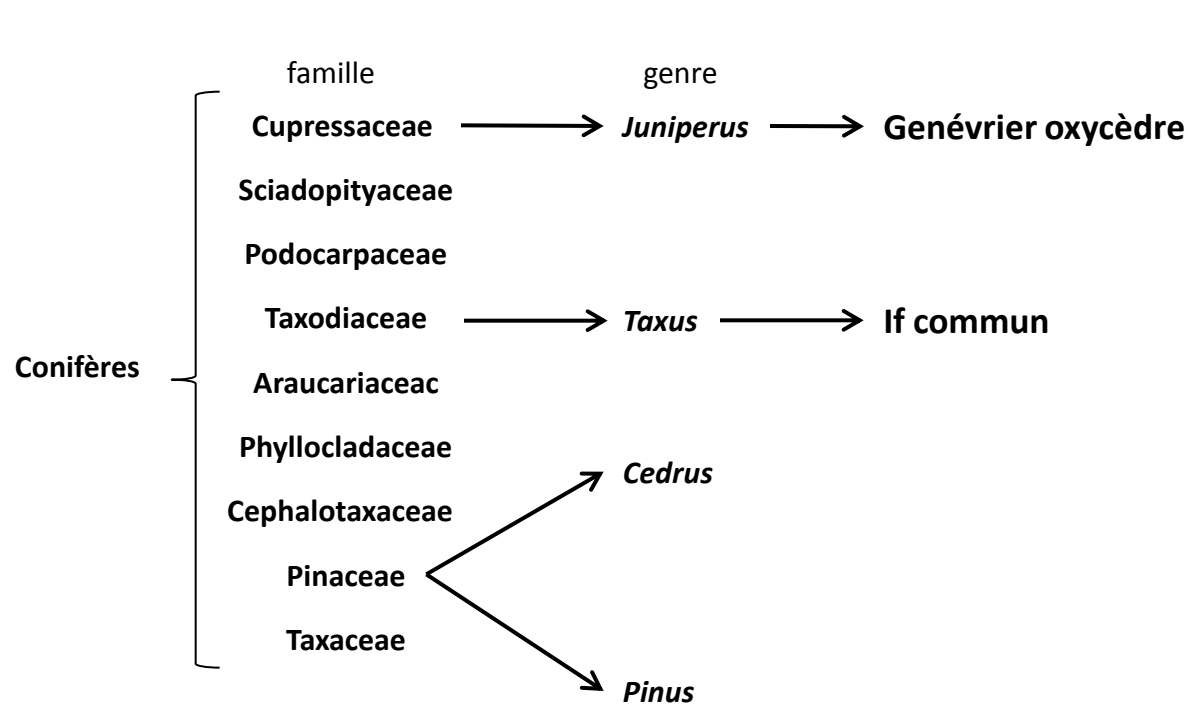 famille genre
Cupressaceae Juniperus Genévrier oxycèdre
Sciadopityaceae
Podocarpaceae
Taxodiaceae Taxus If commun
Conifères
Araucariaceac
Phyllocladaceae
Cedrus
Cephalotaxaceae
Pinaceae
Taxaceae
Pinus